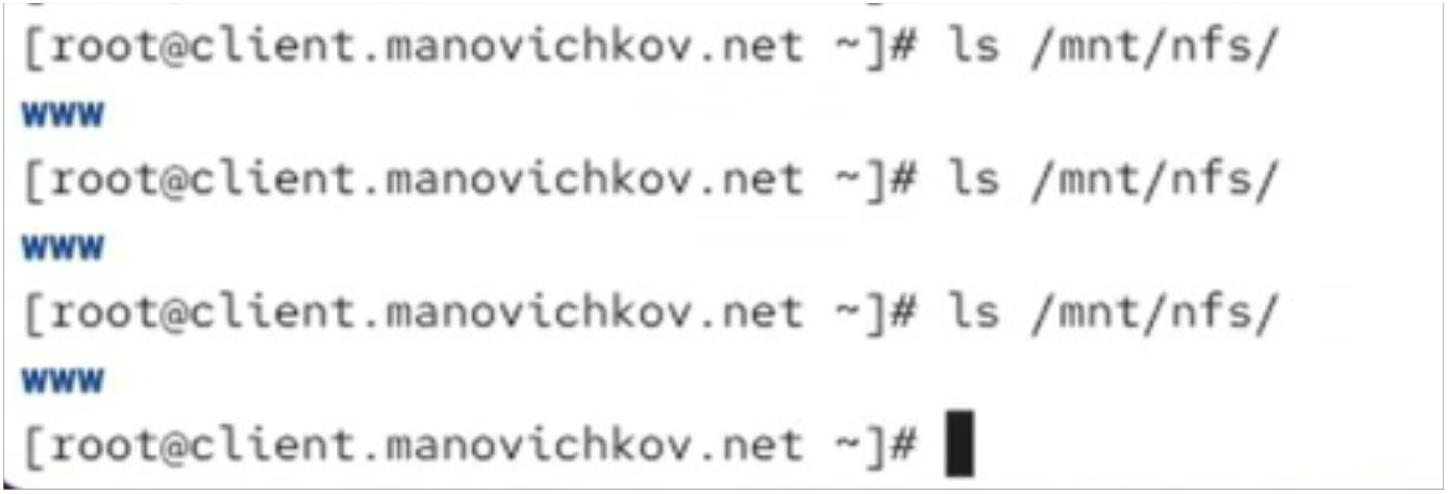 [root@client.manovichkov.net ~]# ls /mnt/nfs/
www
[root@client.manovichkov.net ~]# ls /mnt/nfs/
www
[root@client.manovichkov.net ~]# ls /mnt/nfs/
www
[root@client.manovichkov.net ~]#